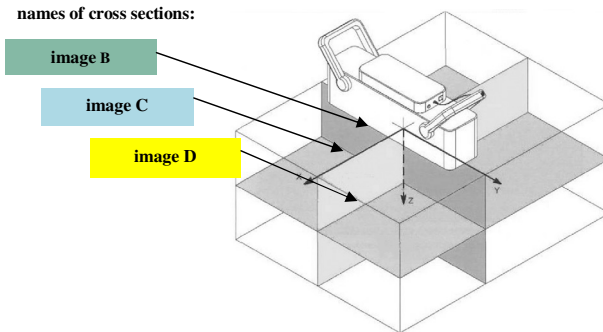 names of cross sections:
image B
image C
image D
X
Y
Z